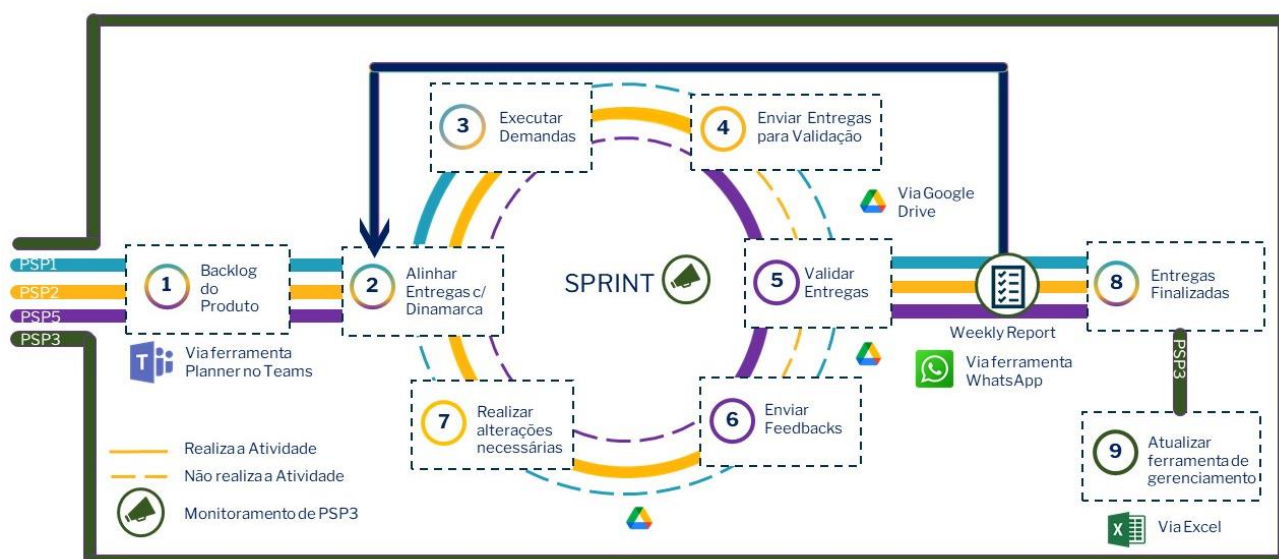 3
Executar
Demandas
4
Enviar Entregas
para Validação
Via Google
Drive
PSP1
PSP2
PSP5
PSP3
1
Backlog
do
Produto
2
Alinhar
Entregas c/
Dinamarca
SPRINT
5
Validar
Entregas
8
Entregas
Finalizadas
Weekly Report
Via ferramenta
Planner no Teams
Via ferramenta
WhatsApp
PSP3
7
Realizar
alterações
necessárias
6
Enviar
Feedbacks
9
Atualizar
ferramenta de
gerenciamento
Realiza a Atividade
Não realiza a Atividade
Monitoramento de PSP3
Via Excel